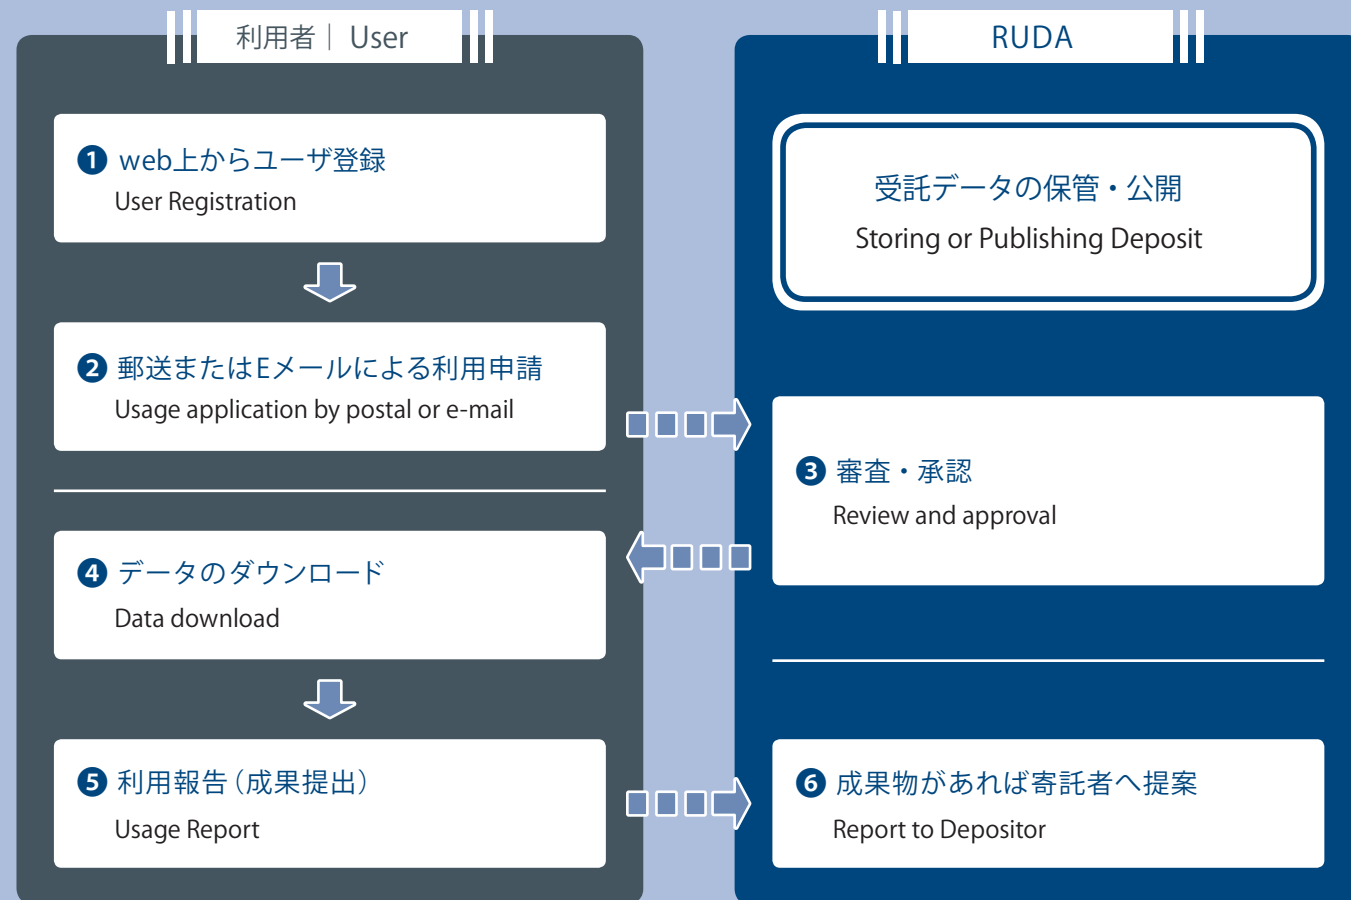 利用者｜ User
❶ web上からユーザ登録
User Registration
❷ 郵送またはEメールによる利用申請
Usage application by postal or e-mail
❹ データのダウンロード
Data download
❺ 利用報告（成果提出）
Usage Report
RUDA
受託データの保管・公開
Storing or Publishing Deposit
❸ 審査・承認
Review and approval
❻ 成果物があれば寄託者へ提案
Report to Depositor